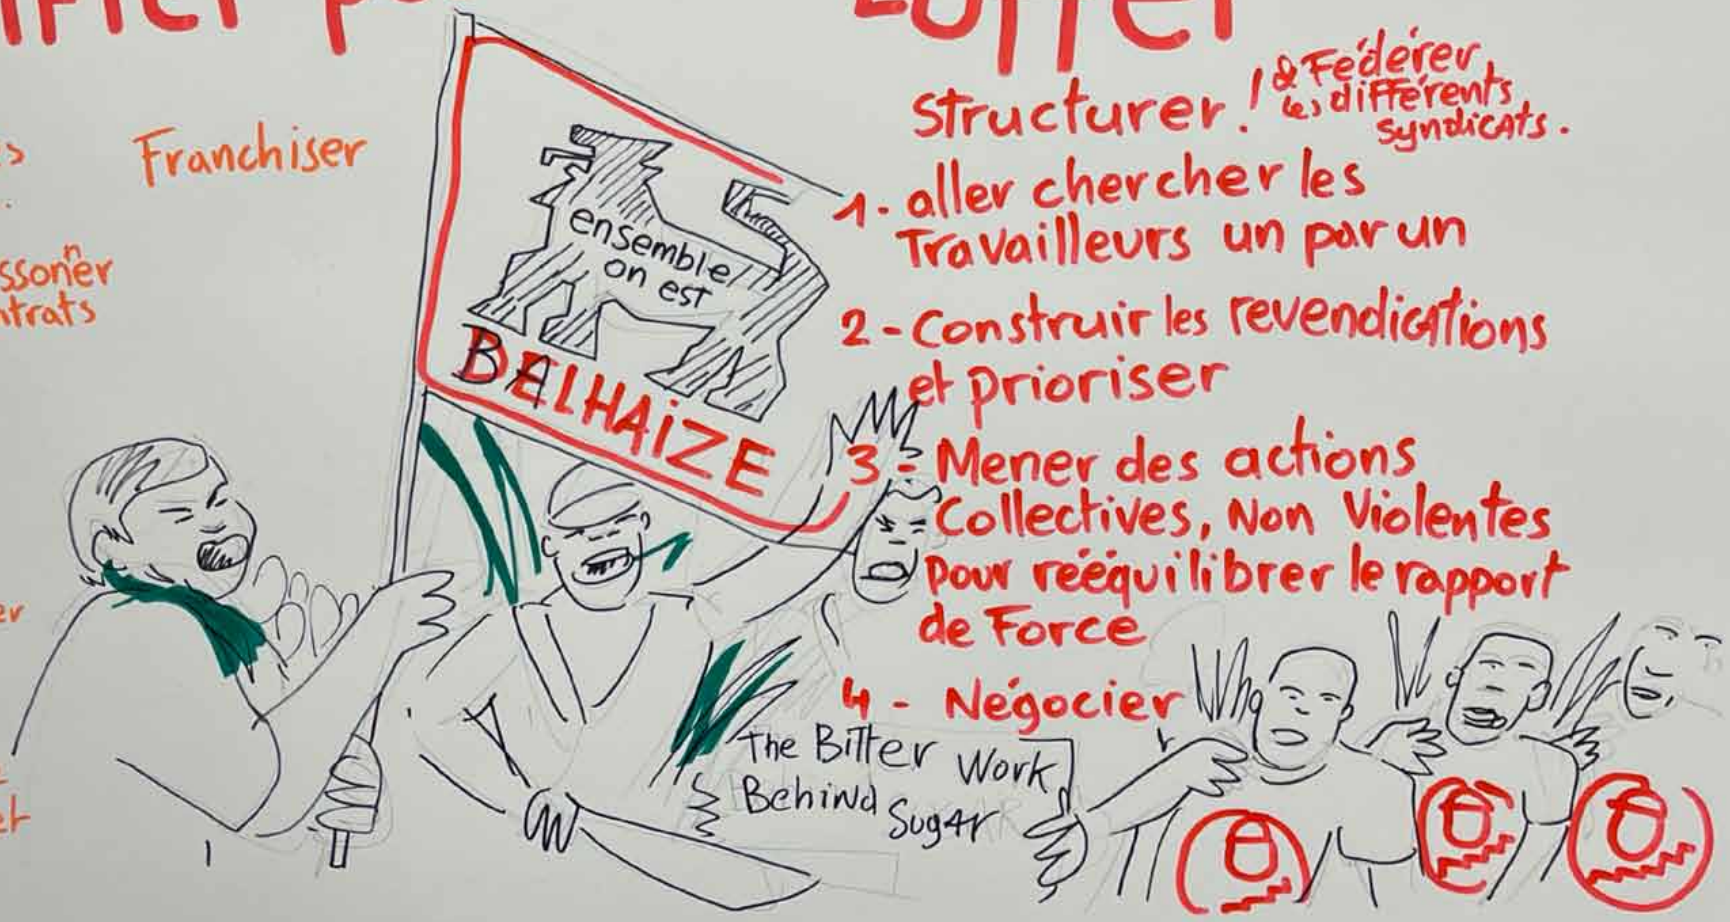 Franchiser
ensemble
on est
BALHAiZE
structurer! & Fédérer
les différents
syndicats.
1- aller chercher les
Travailleurs un par un
2- Construir les revendications
et prioriser
3- Mener des actions
Collectives, Non Violentes
pour rééquilibrer le rapport
de Force
4- Négocier
The Bitter Work
Behind Sugar